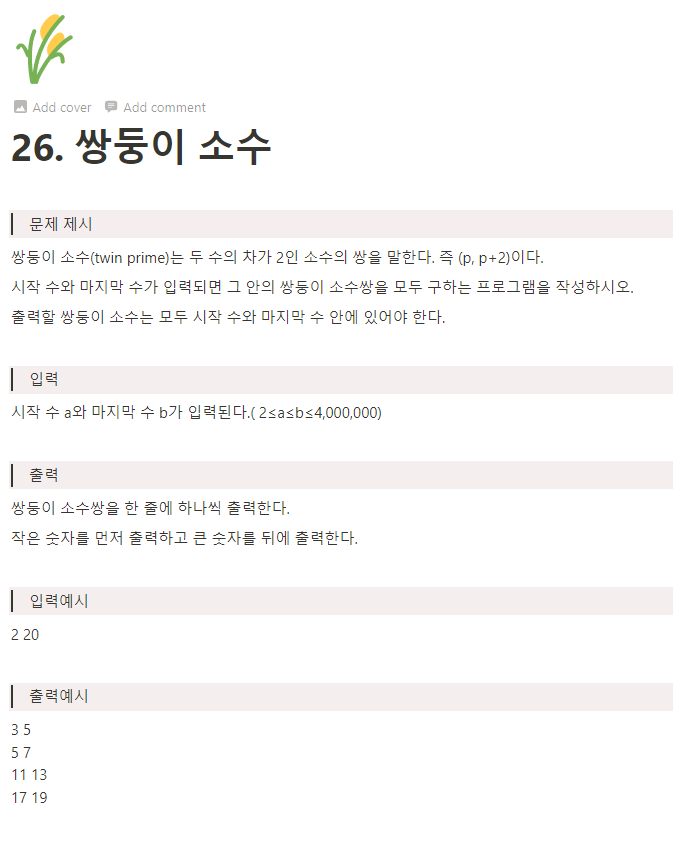 Add cover Add comment
26. 쌍둥이 소수
문제 제시
쌍둥이 소수(twin prime)는 두 수의 차가 2인 소수의 쌍을 말한다. 즉 (p, p+2)이다.
시작 수와 마지막 수가 입력되면 그 안의 쌍둥이 소수쌍을 모두 구하는 프로그램을 작성하시오.
출력할 쌍둥이 소수는 모두 시작 수와 마지막 수 안에 있어야 한다.
입력
시작 수 a와 마지막 수 b가 입력된다.( 2≤a≤b≤4,000,000)
출력
쌍둥이 소수쌍을 한 줄에 하나씩 출력한다.
작은 숫자를 먼저 출력하고 큰 숫자를 뒤에 출력한다.
입력예시
2 20
출력예시
3 5
5 7
11 13
17 19